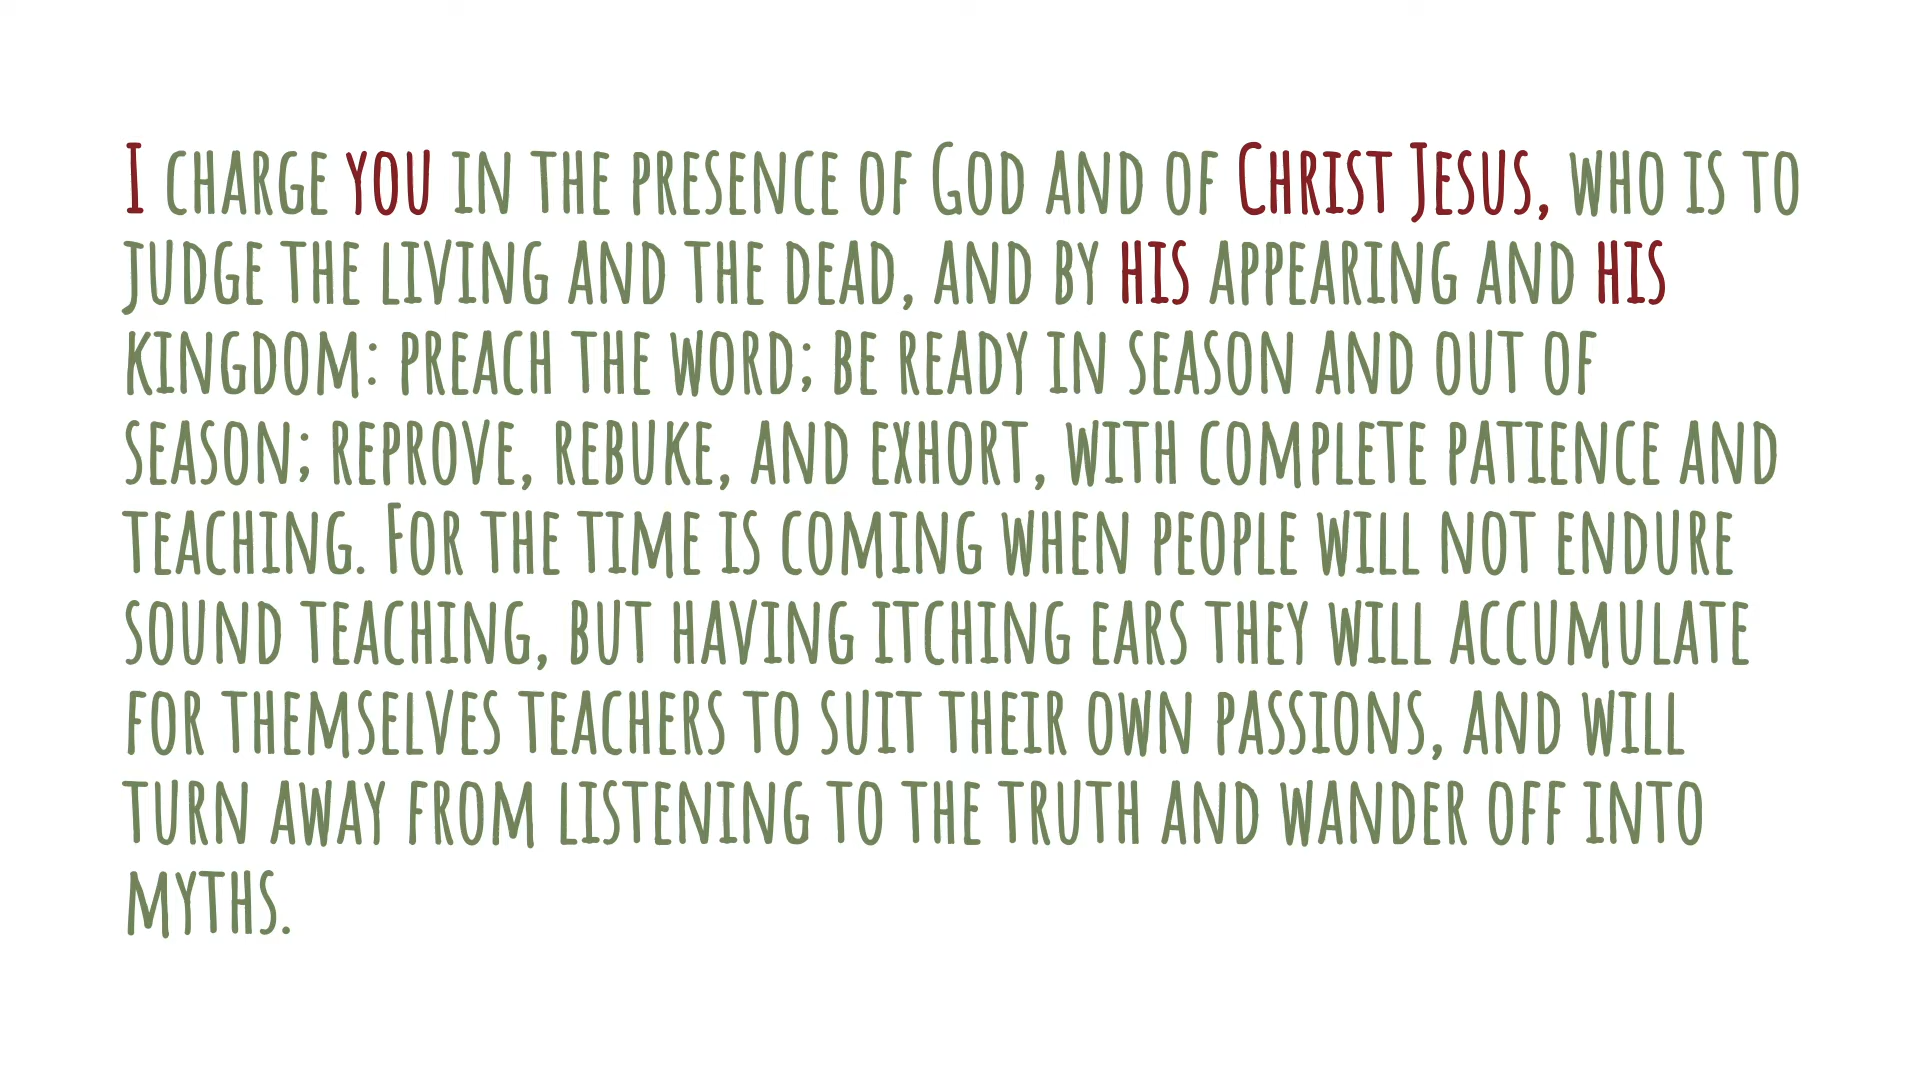 I charge you in the presence of God and of Christ Jesus, who is to
judge the living and the dead, and by his appearing and his
kingdom: preach the word; be ready in season and out of
season; reprove, rebuke, and exhort, with complete patience and
teaching. For the time is coming when people will not endure
sound teaching, but having itching ears they will accumulate
for themselves teachers to suit their own passions, and will
turn away from listening to the truth and wander off into
myths.